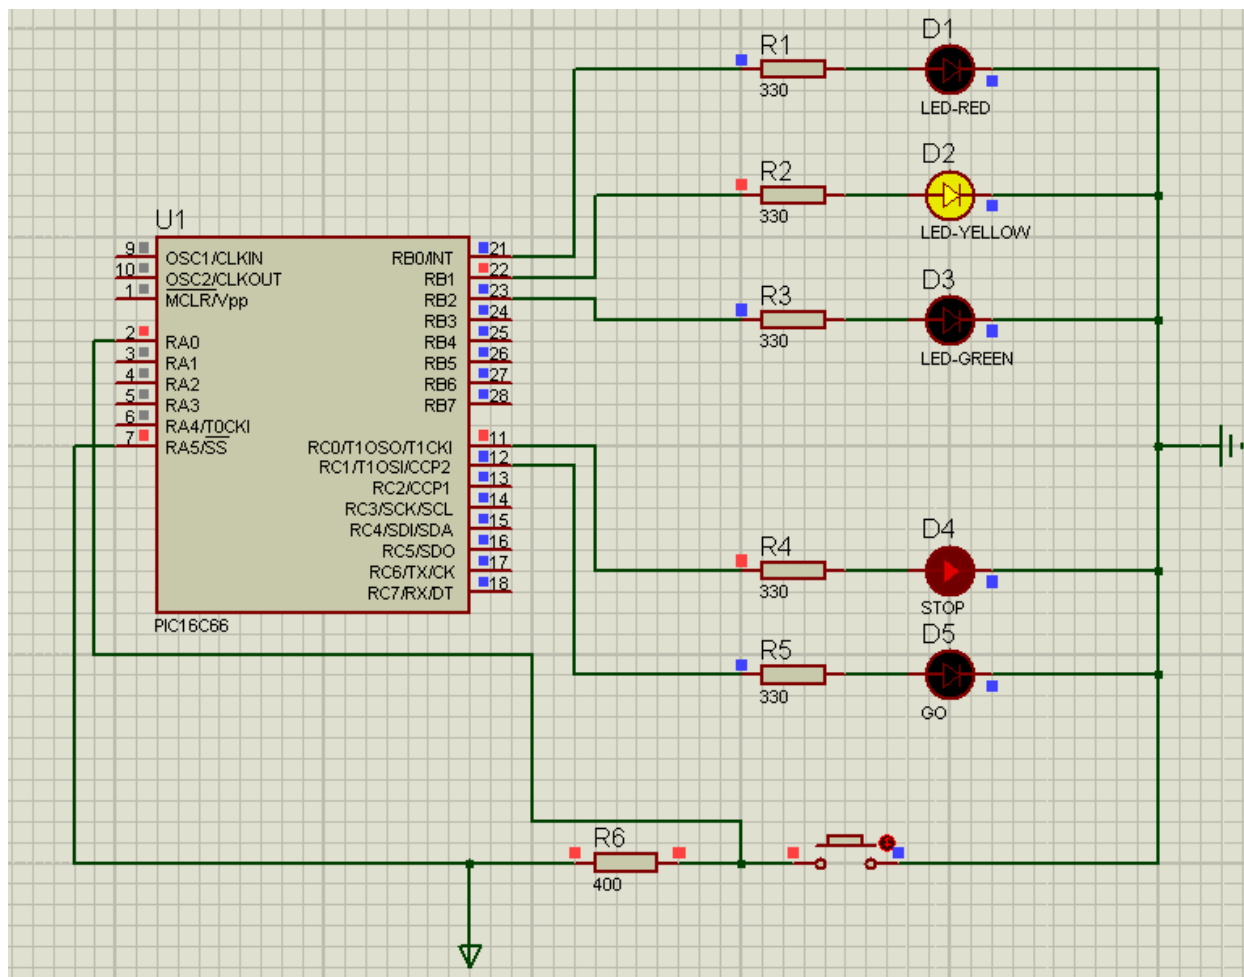 D1
R1
330
LED-RED
D2
R2
330
LED-YELLOW
D3
R3
330
LED-GREEN
U1
9 OSC1/CLKIN
10 OSC2/CLKOUT
1 MCLR/Vpp
2 RA0
3 RA1
4 RA2
5 RA3
6 RA4/T0CKI
7 RA5/SS
RB0/INT 21
RB1 22
RB2 23
RB3 24
RB4 25
RB5 26
RB6 27
RB7 28
RC0/T1OSO/T1CKI 11
RC1/T1OSI/CCP2 12
RC2/CCP1 13
RC3/SCK/SCL 14
RC4/SDI/SDA 15
RC5/SDO 16
RC6/TX/CK 17
RC7/RX/DT 18
PIC16C66
D4
R4
330
STOP
D5
R5
330
GO
R6
400